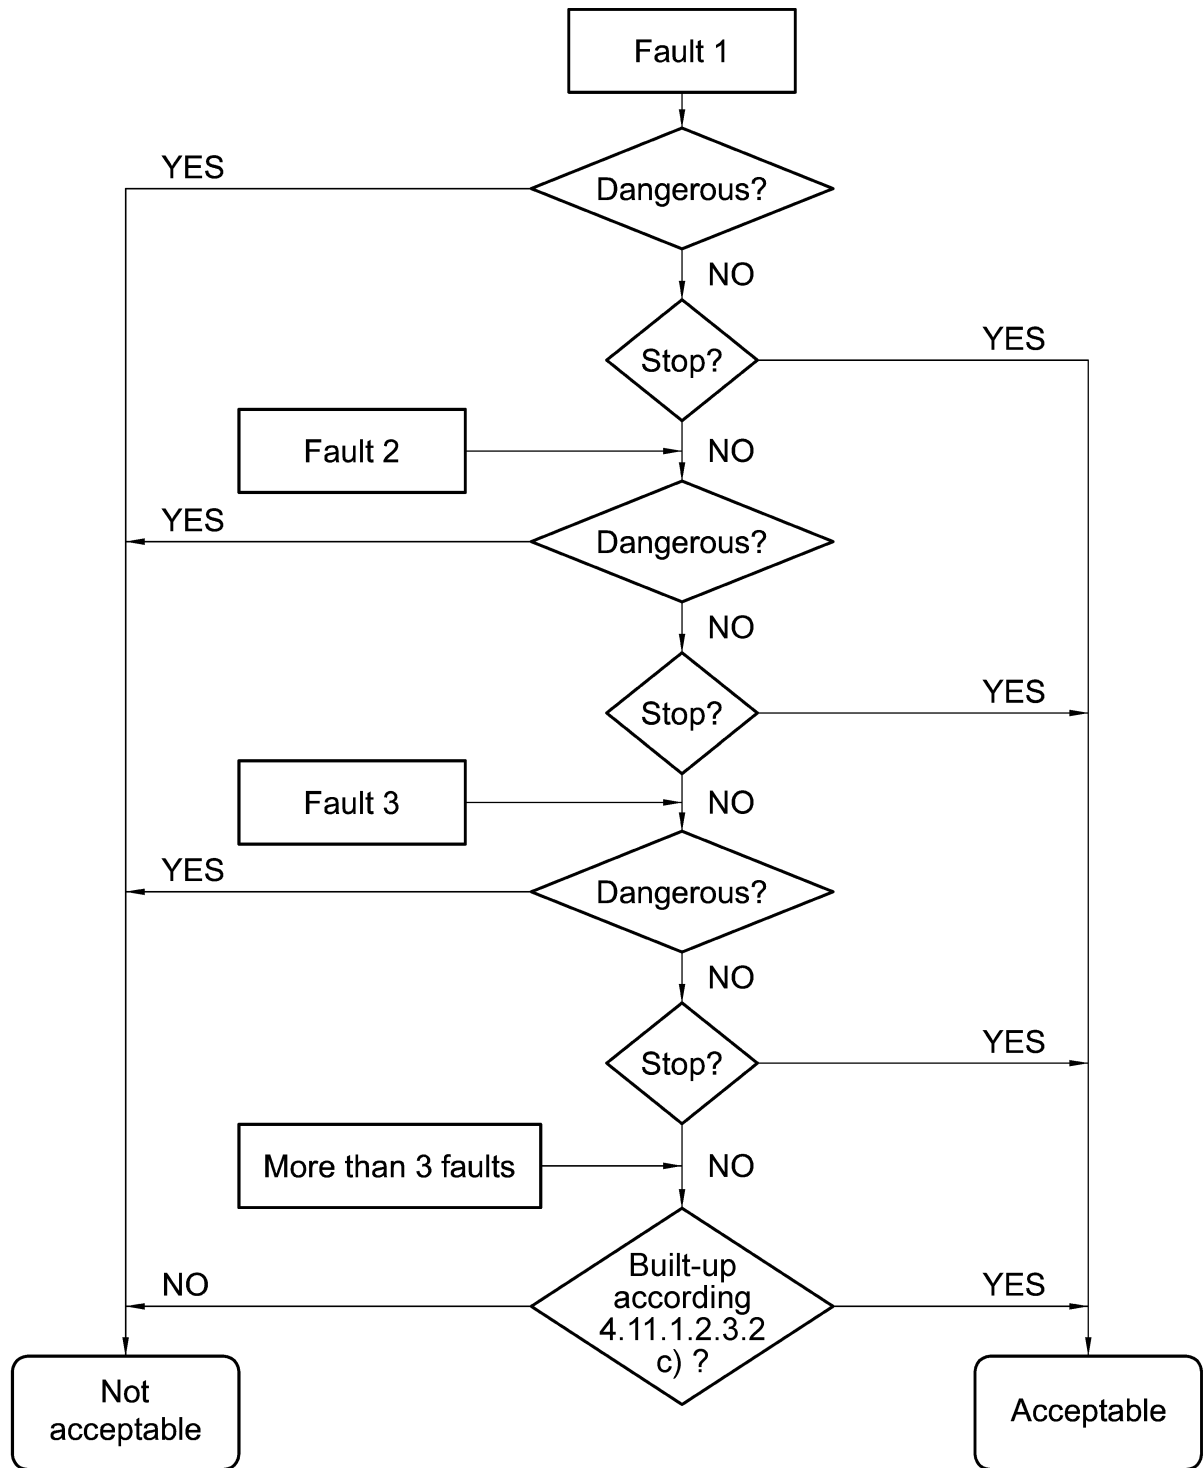 Fault 1
YES
Dangerous?
NO
YES
Stop?
Fault 2
NO
YES
Dangerous?
NO
YES
Stop?
Fault 3
NO
YES
Dangerous?
NO
YES
Stop?
More than 3 faults
NO
NO
Built-up
according
4.11.1.2.3.2
c) ?
YES
Not
acceptable
Acceptable